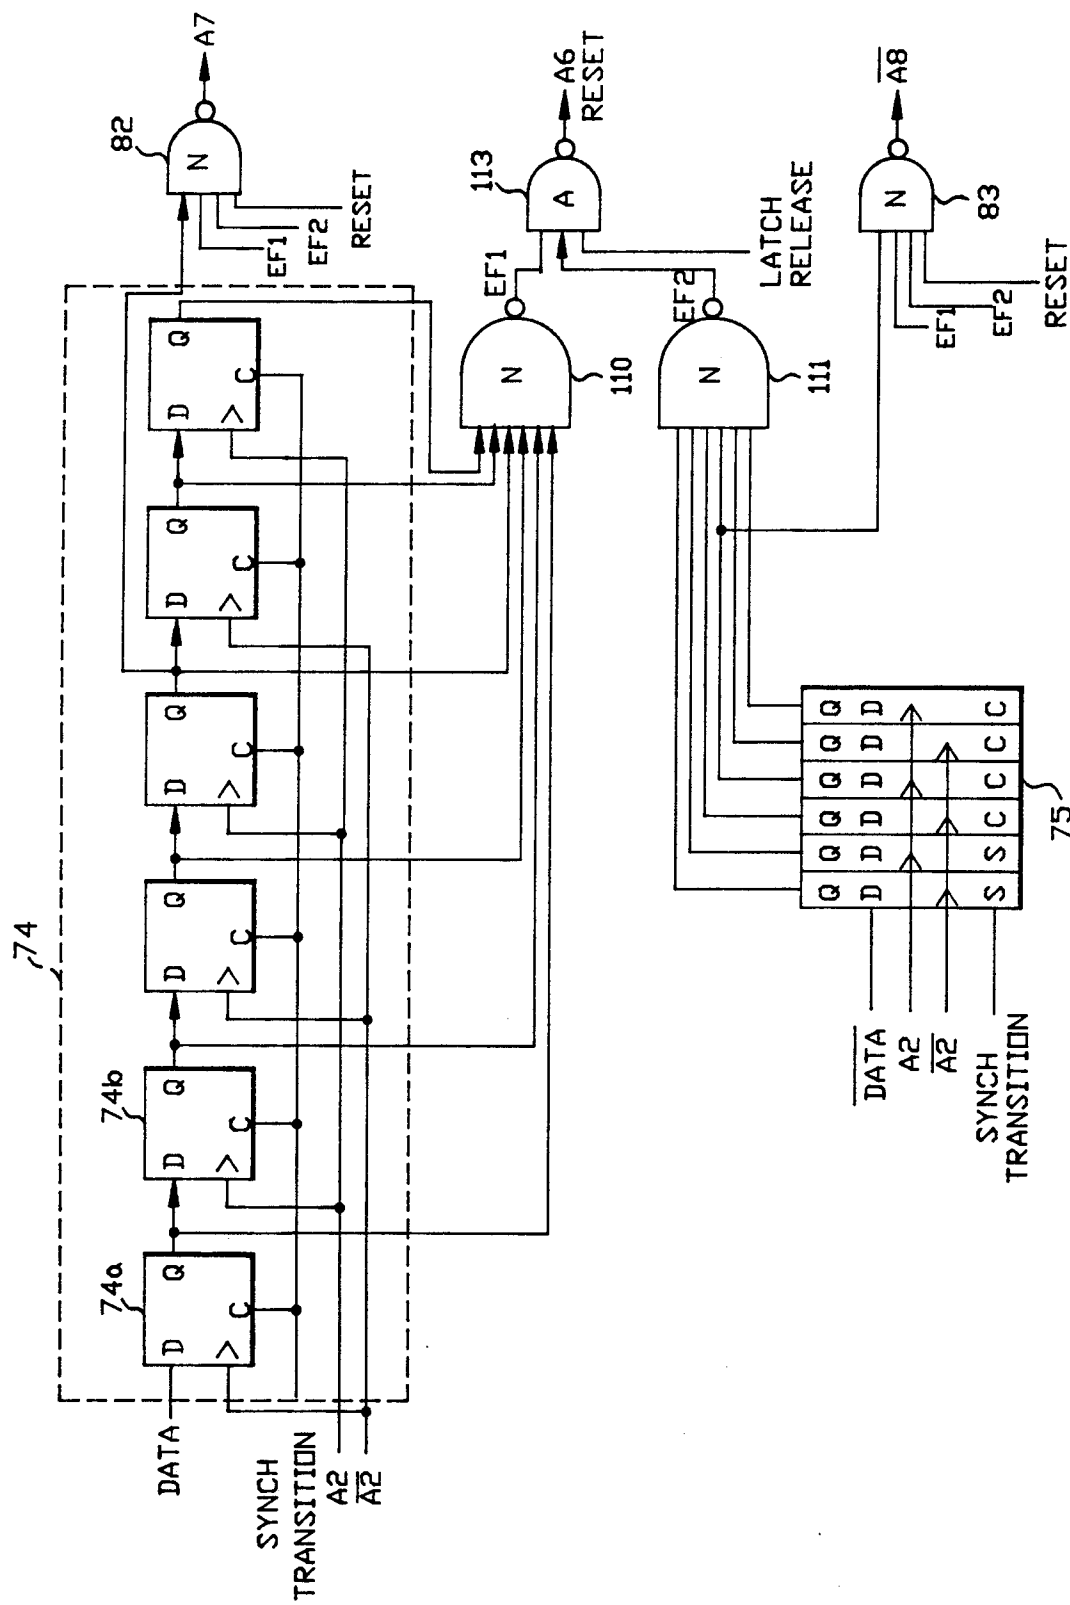 74
DATA
SYNCH
TRANSITION
A2
A2
74a
D
Q
C
74b
D
Q
C
D
Q
C
D
Q
C
D
Q
C
D
Q
C
82
N
A7
EF1
EF2
RESET
N
110
EF1
113
A
A6
RESET
LATCH
RELEASE
N
111
EF2
N
83
A8
EF1
EF2
RESET
DATA
A2
A2
SYNCH
TRANSITION
Q Q Q Q Q Q
D D D D D D
S S C C C C
75